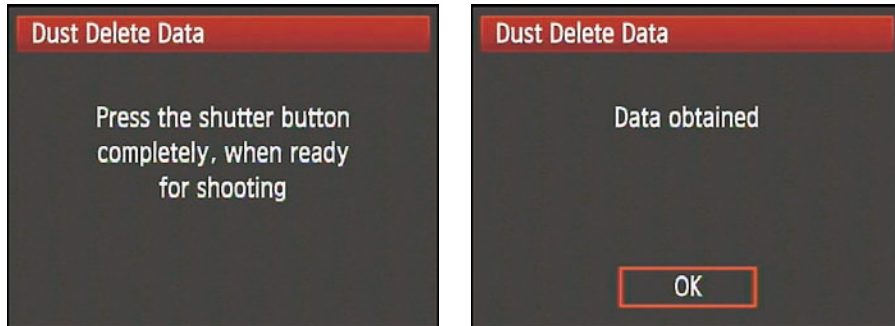 Dust Delete Data
Press the shutter button
completely, when ready
for shooting
Dust Delete Data
Data obtained
OK